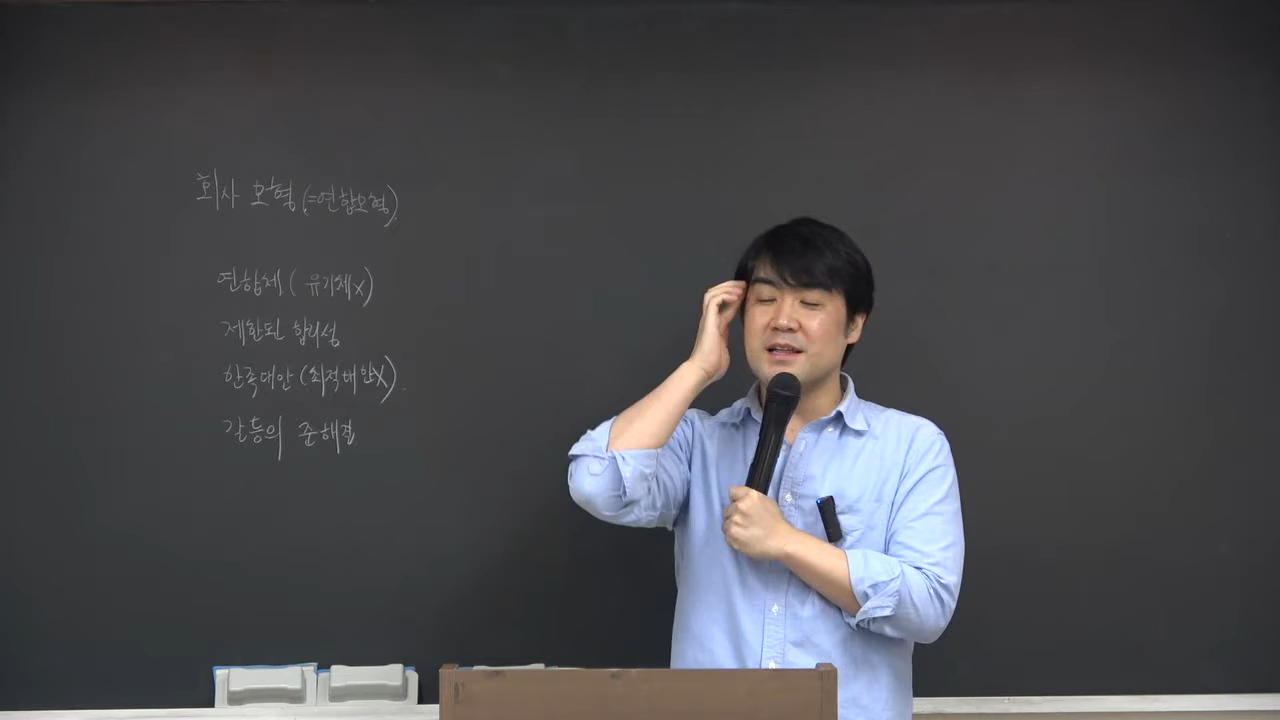 회사 모형 (=연합모형)
연합체 ( 유기체X)
제한된 합리성
만족대안 (최적대안X)
갈등의 준해결